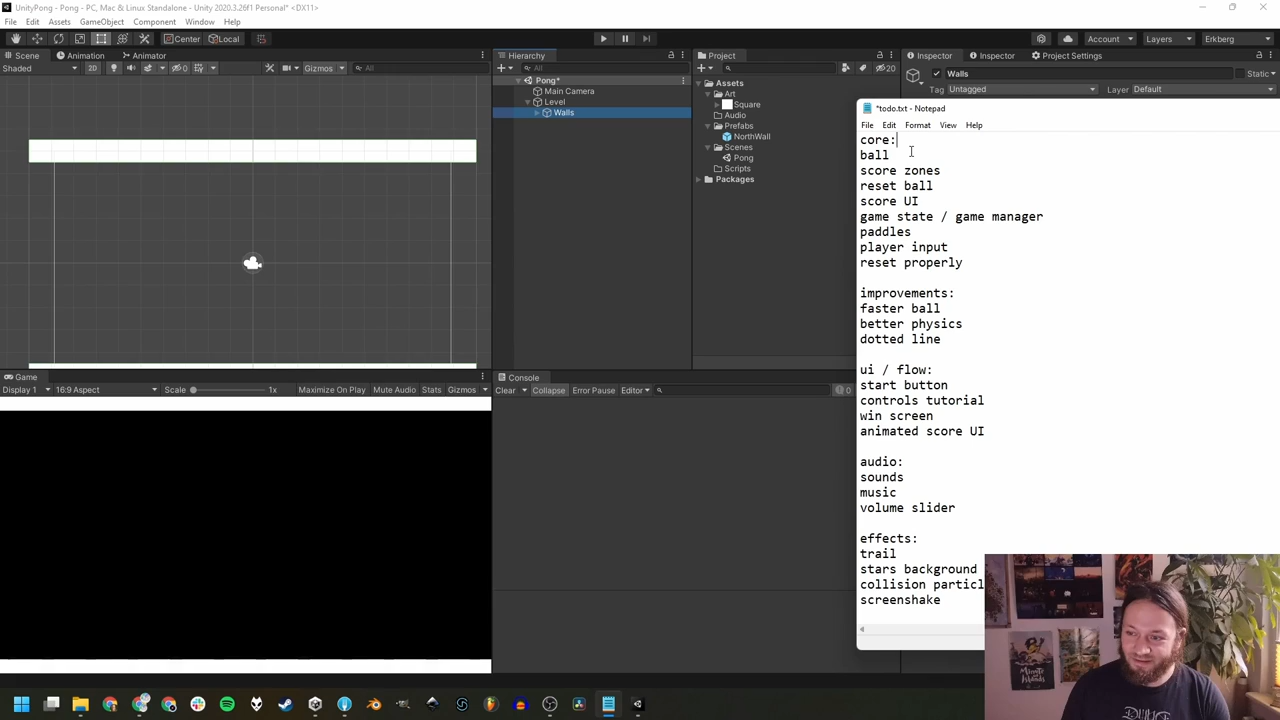 UnityPong - Pong - PC, Mac & Linux Standalone - Unity 2020.3.26f1 Personal* <DX11>
File Edit Assets GameObject Component Window Help
Center Local
Account Layers Erkberg
Scene Animation Animator
Shaded 2D 0 Gizmos All
Hierarchy
All
Pong*
Main Camera
Level
Walls
Project
20
Assets
Art
Square
Audio
Prefabs
NorthWall
Scenes
Pong
Scripts
Packages
Inspector Inspector Project Settings
Walls Static
Tag Untagged Layer Default
*todo.txt - Notepad
File Edit Format View Help
core:
ball
score zones
reset ball
score UI
game state / game manager
paddles
player input
reset properly
improvements:
faster ball
better physics
dotted line
ui / flow:
start button
controls tutorial
win screen
animated score UI
audio:
sounds
music
volume slider
effects:
trail
stars background
collision particl
screenshake
Game
Display 1 16:9 Aspect Scale 1x Maximize On Play Mute Audio Stats Gizmos
Console
Clear Collapse Error Pause Editor 0